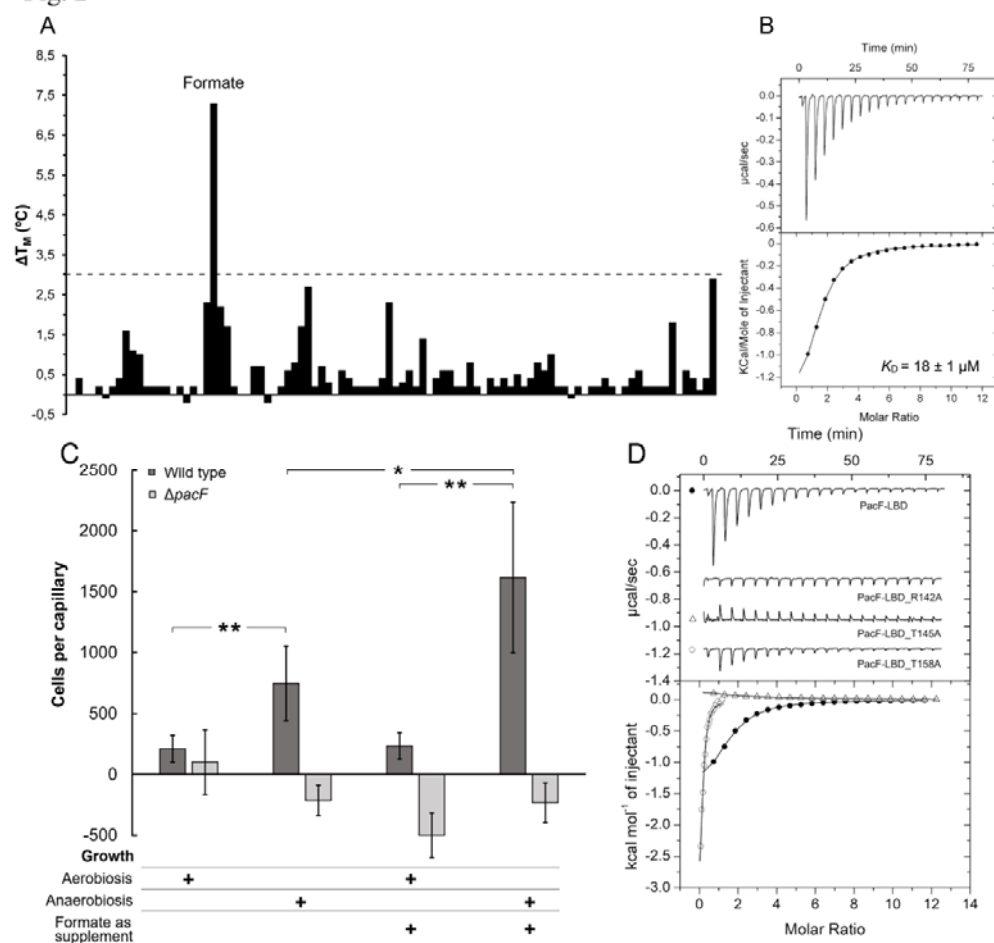 A
8,5
7,5
6,5
5,5
4,5
3,5
2,5
1,5
0,5
-0,5
ΔTM (ºC)
Formate
B
Time (min)
0 25 50 75
0.0
-0.1
-0.2
-0.3
-0.4
-0.5
-0.6
µcal/sec
0
-0.2
-0.4
-0.6
-0.8
-1.0
-1.2
KCal/Mole of Injectant
KD = 18 ± 1 µM
0 2 4 6 8 10 12
Molar Ratio
C
2500
2000
1500
1000
500
0
-500
Cells per capillary
Wild type
ΔpacF
*
**
**
Growth
Aerobiosis + +
Anaerobiosis + +
Formate as
supplement + +
D
Time (min)
0 25 50 75
0.0
-0.2
-0.4
-0.6
-0.8
-1.0
-1.2
-1.4
µcal/sec
PacF-LBD
PacF-LBD_R142A
PacF-LBD_T145A
PacF-LBD_T158A
0.0
-0.5
-1.0
-1.5
-2.0
-2.5
-3.0
kcal mol-1 of injectant
0 2 4 6 8 10 12 14
Molar Ratio